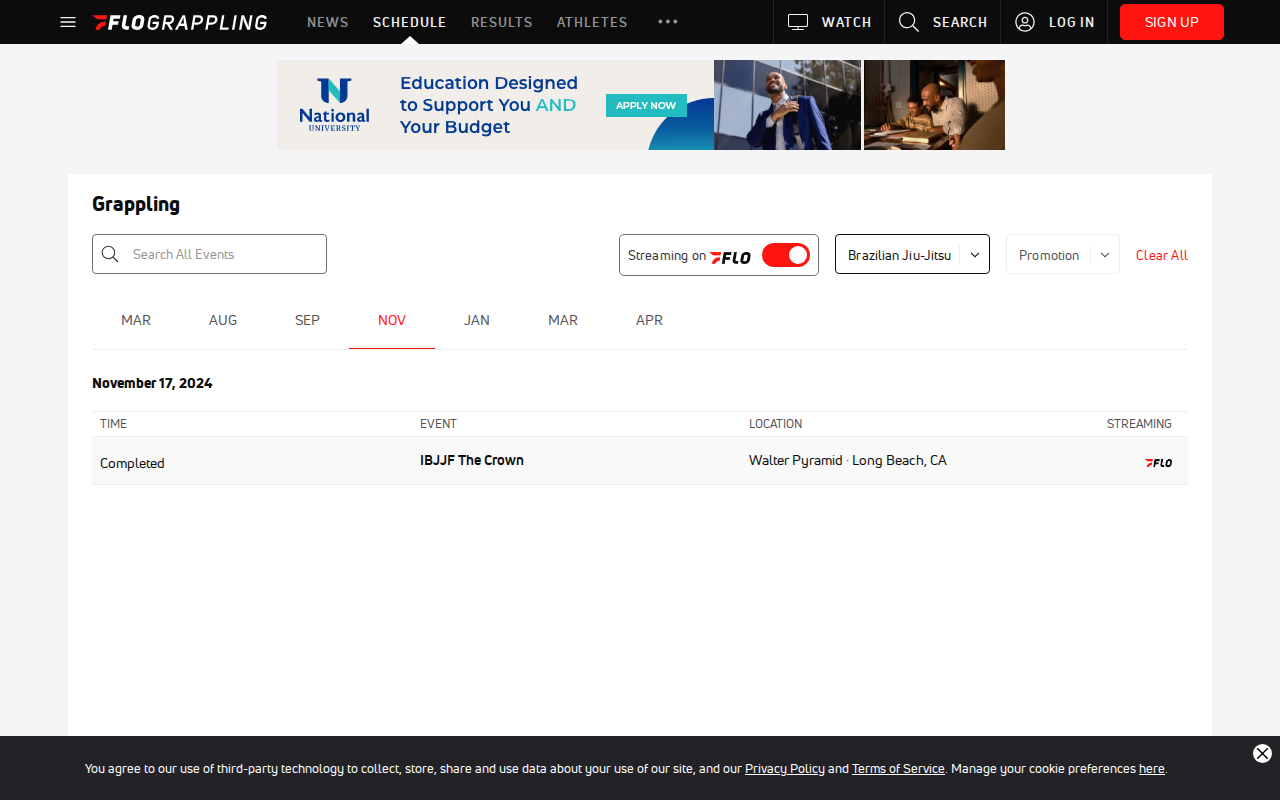 FLOGRAPPLING NEWS SCHEDULE RESULTS ATHLETES WATCH SEARCH LOG IN SIGN UP
National
UNIVERSITY
Education Designed
to Support You AND
Your Budget
APPLY NOW
Grappling
Search All Events
Streaming on FLO
Brazilian Jiu-Jitsu
Promotion
Clear All
MAR AUG SEP NOV JAN MAR APR
November 17, 2024
TIME EVENT LOCATION STREAMING
Completed IBJJF The Crown Walter Pyramid · Long Beach, CA FLO
You agree to our use of third-party technology to collect, store, share and use data about your use of our site, and our Privacy Policy and Terms of Service. Manage your cookie preferences here.